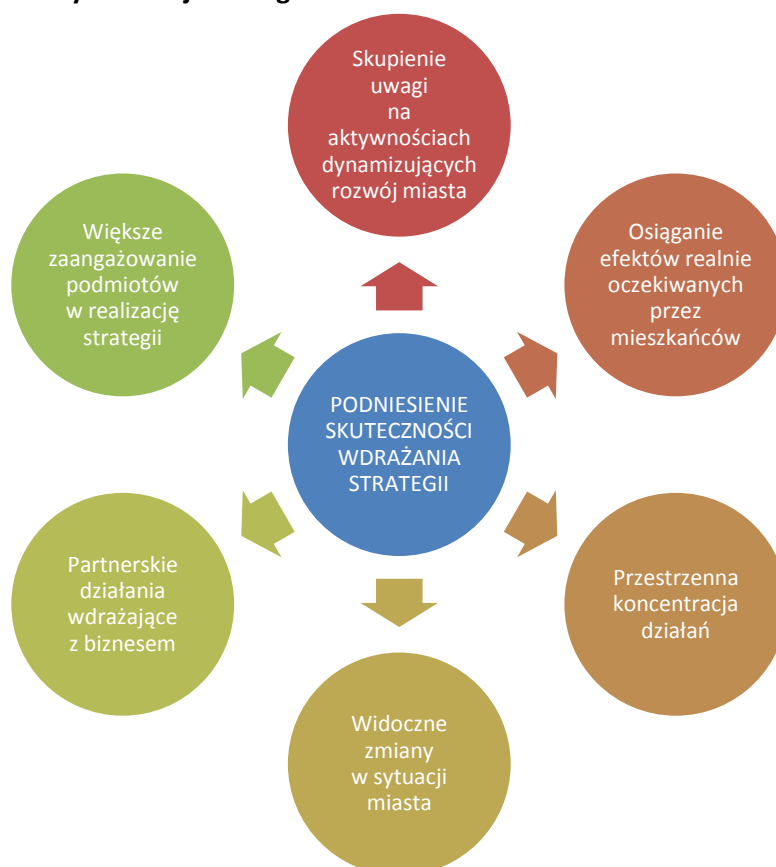 Skupienie
uwagi
na
aktywnościach
dynamizujących
rozwój miasta
Większe
zaangażowanie
podmiotów
w realizację
strategii
Osiąganie
efektów realnie
oczekiwanych
przez
mieszkańców
PODNIESIENIE
SKUTECZNOŚCI
WDRAŻANIA
STRATEGII
Partnerskie
działania
wdrażające
z biznesem
Przestrzenna
koncentracja
działań
Widoczne
zmiany
w sytuacji
miasta